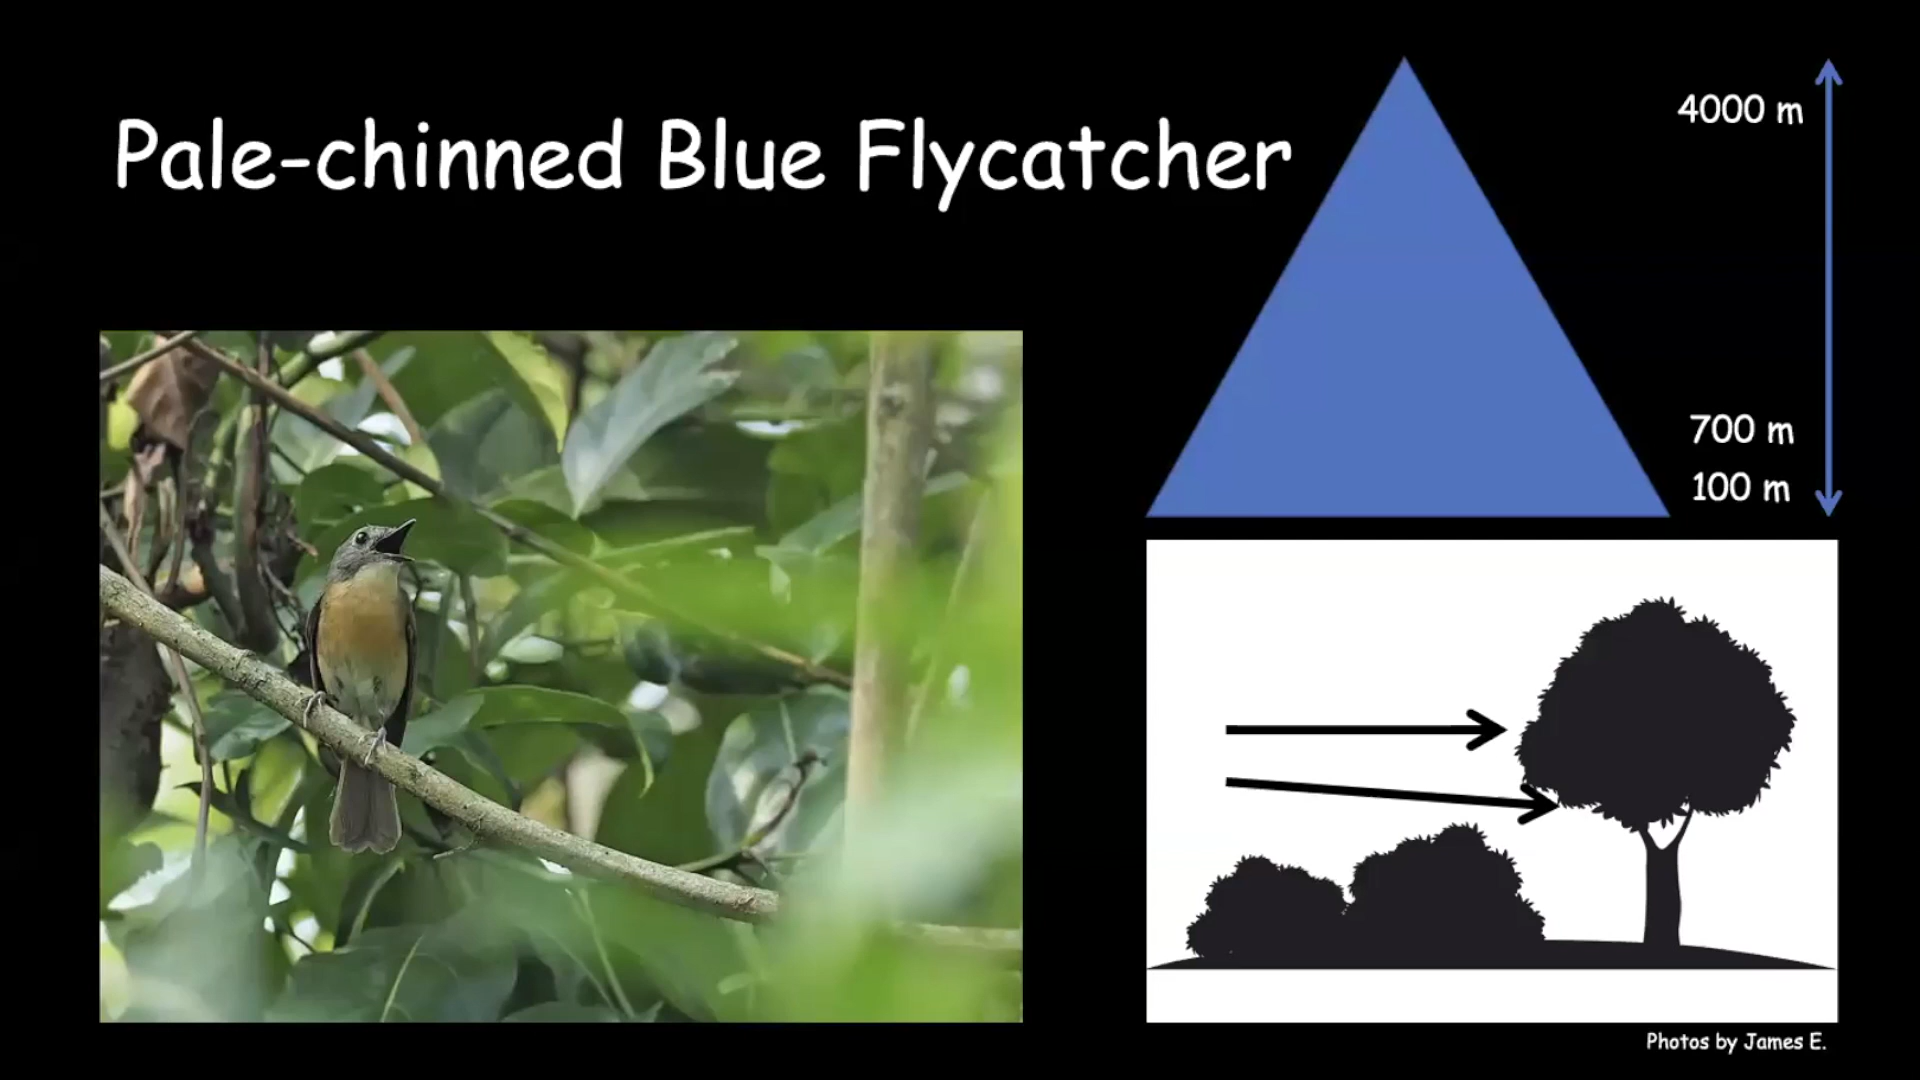 Pale-chinned Blue Flycatcher
4000 m
700 m
100 m
Photos by James E.